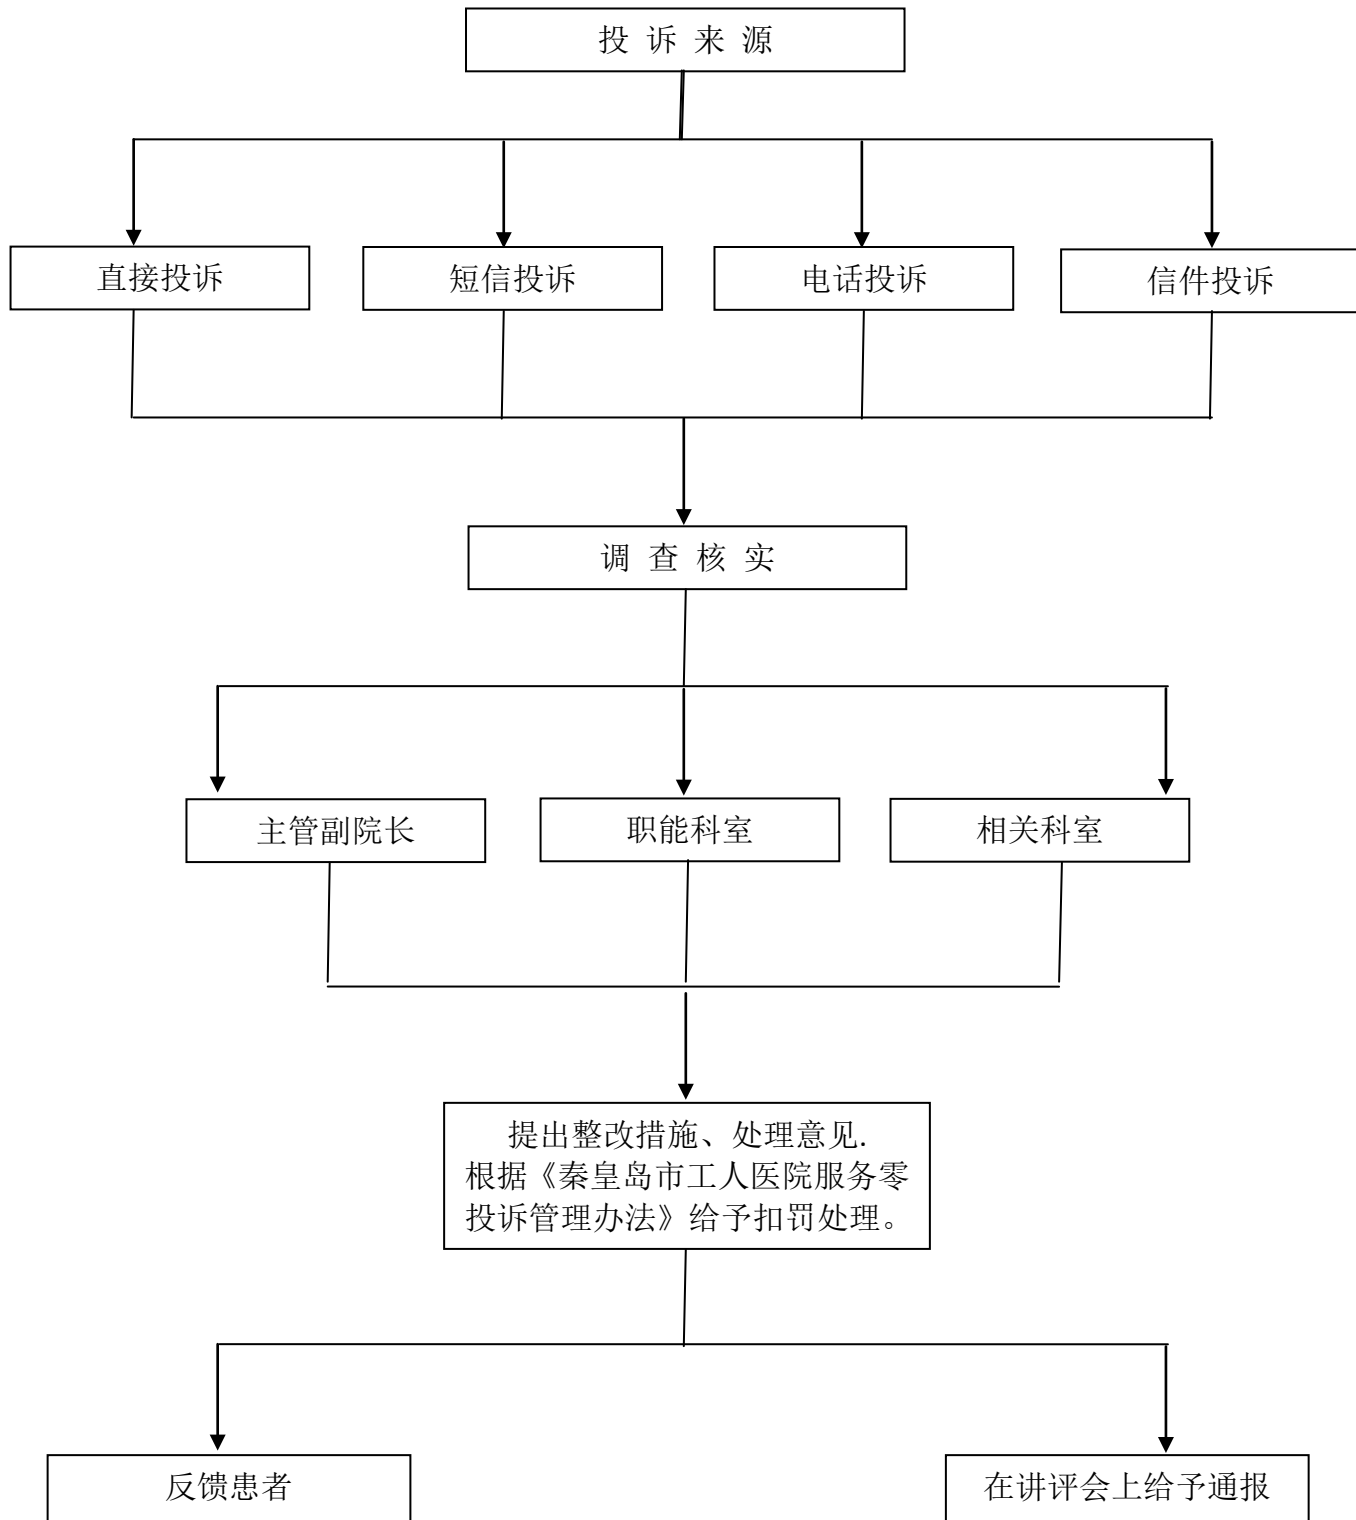 投 诉 来 源
直接投诉
短信投诉
电话投诉
信件投诉
调 查 核 实
主管副院长
职能科室
相关科室
提出整改措施、处理意见.
根据《秦皇岛市工人医院服务零
投诉管理办法》给予扣罚处理。
反馈患者
在讲评会上给予通报